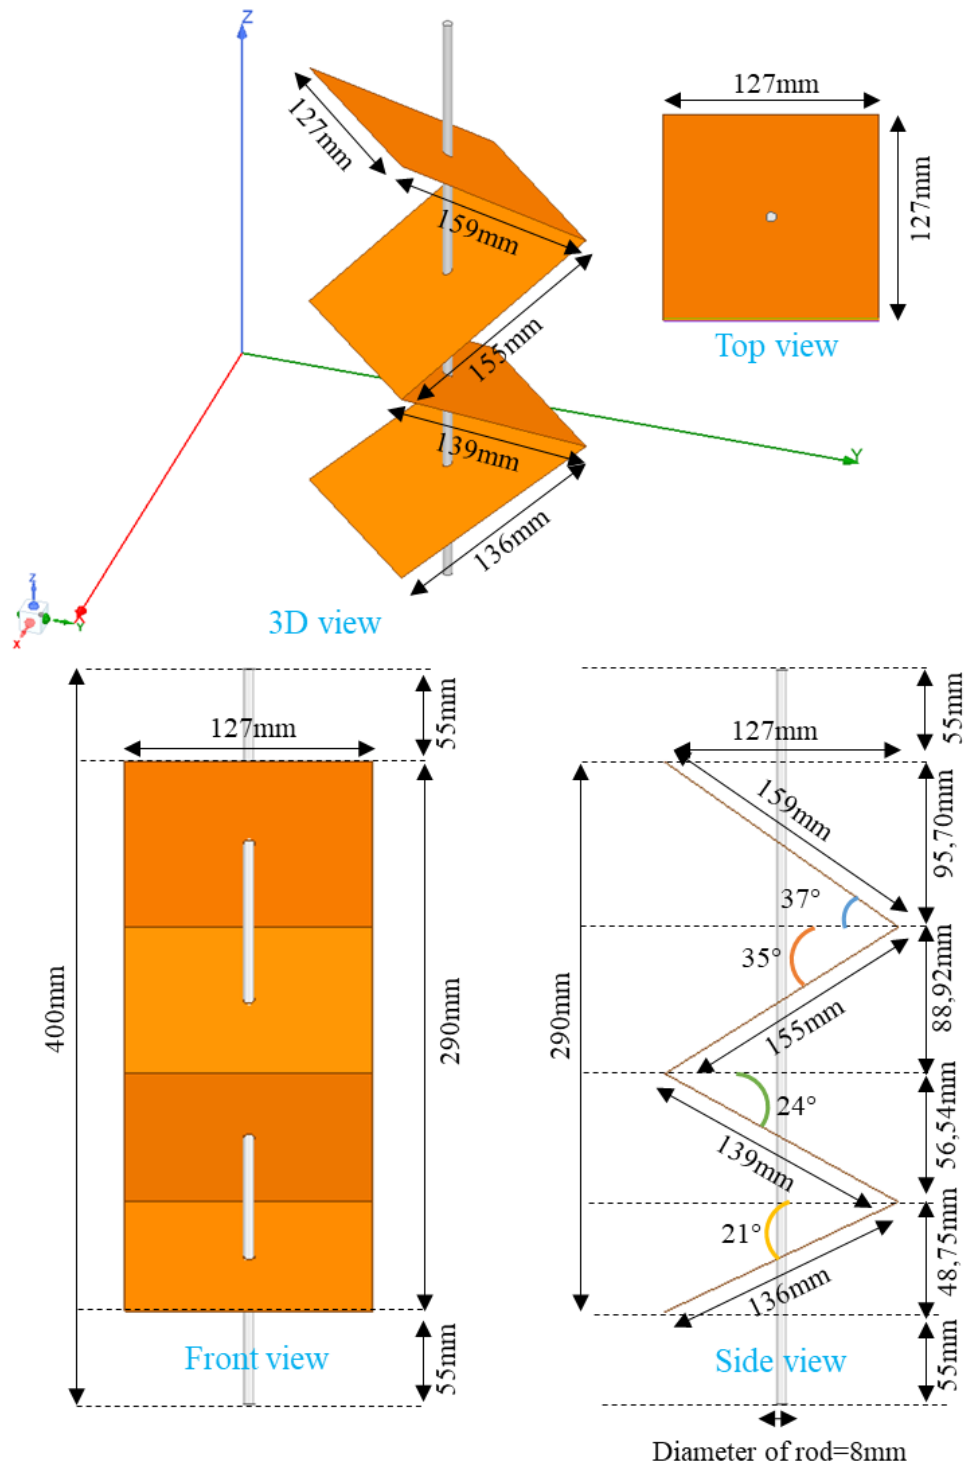 Z
127mm
159mm
155mm
139mm
136mm
Y
X
Z
Y
X
3D view
127mm
127mm
Top view
400mm
127mm
55mm
290mm
55mm
Front view
127mm
55mm
159mm
95,70mm
37°
35°
155mm
88,92mm
290mm
24°
139mm
56,54mm
21°
136mm
48,75mm
55mm
Side view
Diameter of rod=8mm